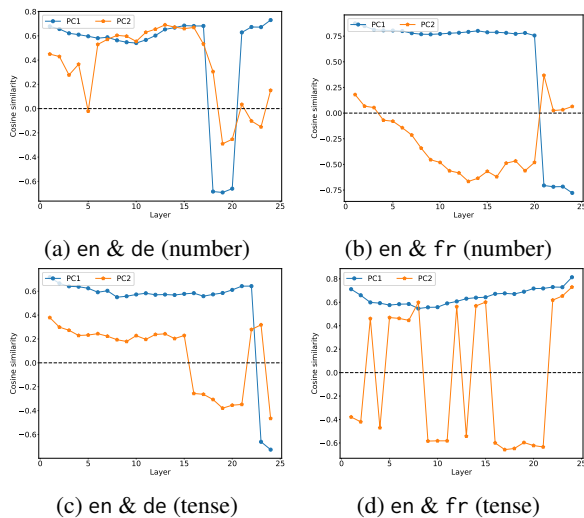 PC1 PC2
Cosine similarity
0.6
0.4
0.2
0.0
−0.2
−0.4
−0.6
0 5 10 15 20 25
Layer
(a) en & de (number)
PC1 PC2
Cosine similarity
0.75
0.50
0.25
0.00
−0.25
−0.50
−0.75
0 5 10 15 20 25
Layer
(b) en & fr (number)
PC1 PC2
Cosine similarity
0.6
0.4
0.2
0.0
−0.2
−0.4
−0.6
0 5 10 15 20 25
Layer
(c) en & de (tense)
PC1 PC2
Cosine similarity
0.8
0.6
0.4
0.2
0.0
−0.2
−0.4
−0.6
0 5 10 15 20 25
Layer
(d) en & fr (tense)